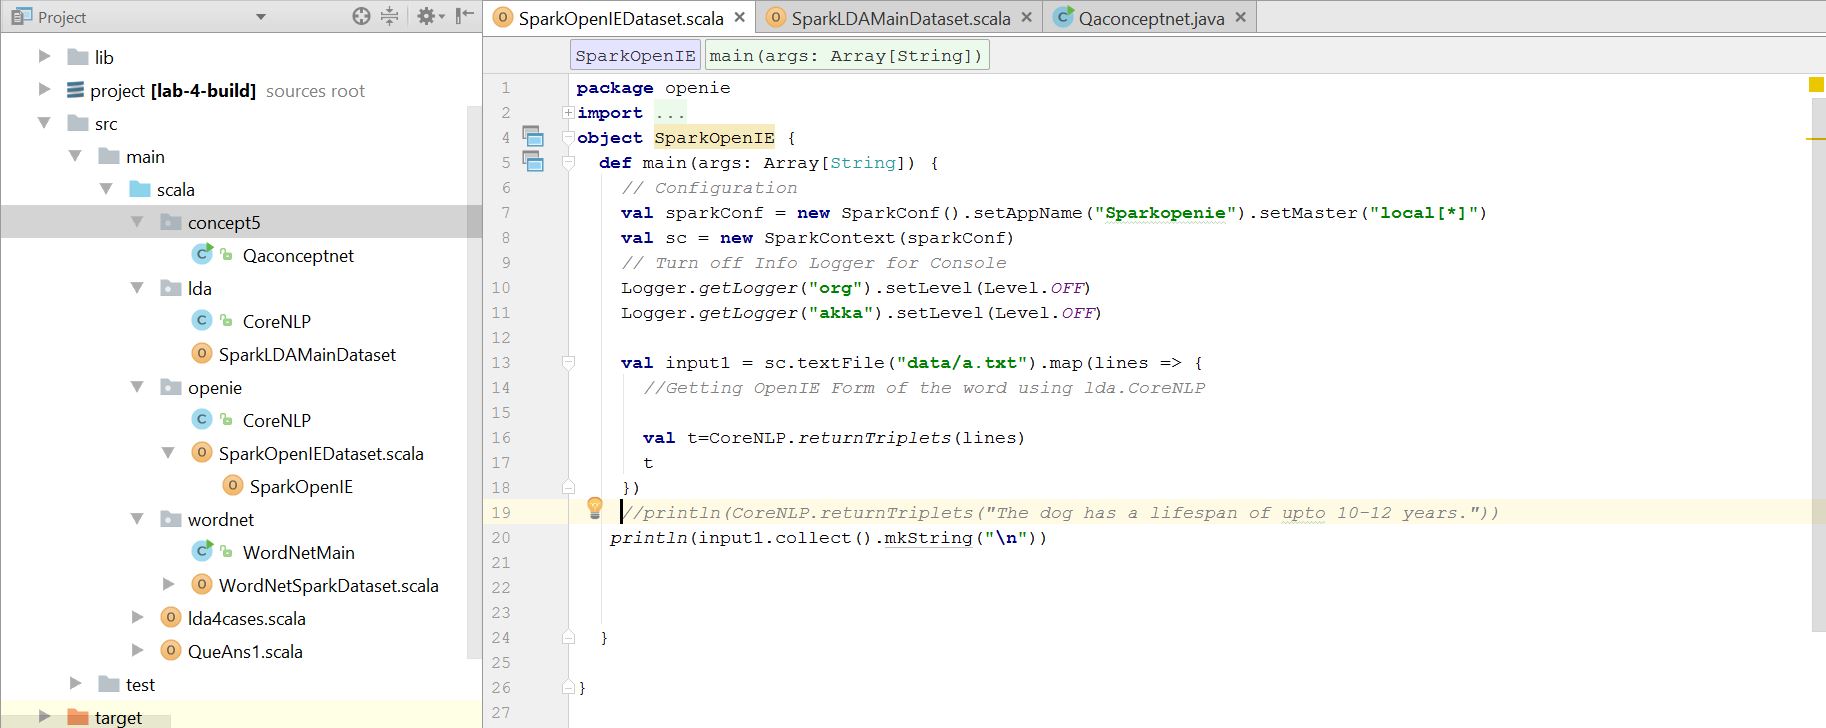 Project
SparkOpenIEDataset.scala
SparkLDAMainDataset.scala
Qaconceptnet.java
lib
project [lab-4-build] sources root
src
main
scala
concept5
Qaconceptnet
lda
CoreNLP
SparkLDAMainDataset
openie
CoreNLP
SparkOpenIEDataset.scala
SparkOpenIE
wordnet
WordNetMain
WordNetSparkDataset.scala
lda4cases.scala
QueAns1.scala
test
target
SparkOpenIE main(args: Array[String])
1 package openie
2 import ...
4 object SparkOpenIE {
5 def main(args: Array[String]) {
6 // Configuration
7 val sparkConf = new SparkConf().setAppName("Sparkopenie").setMaster("local[*]")
8 val sc = new SparkContext(sparkConf)
9 // Turn off Info Logger for Console
10 Logger.getLogger("org").setLevel(Level.OFF)
11 Logger.getLogger("akka").setLevel(Level.OFF)
12
13 val input1 = sc.textFile("data/a.txt").map(lines => {
14 //Getting OpenIE Form of the word using lda.CoreNLP
15
16 val t=CoreNLP.returnTriplets(lines)
17 t
18 })
19 //println(CoreNLP.returnTriplets("The dog has a lifespan of upto 10-12 years."))
20 println(input1.collect().mkString("\n"))
21
22
23
24 }
25
26 }
27